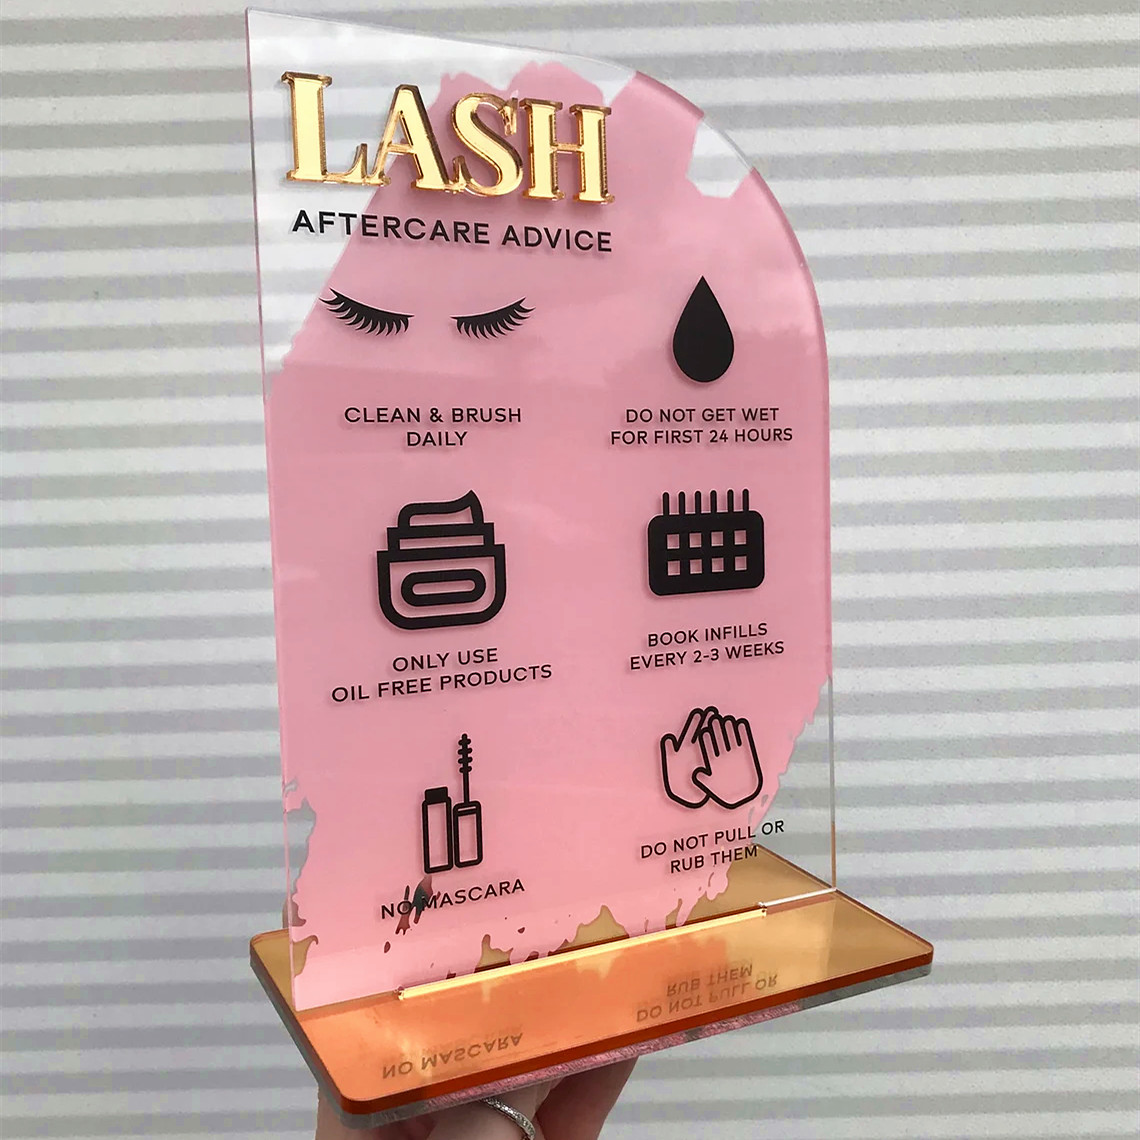 LASH
AFTERCARE ADVICE
CLEAN & BRUSH
DAILY
DO NOT GET WET
FOR FIRST 24 HOURS
ONLY USE
OIL FREE PRODUCTS
BOOK INFILLS
EVERY 2-3 WEEKS
NO MASCARA
DO NOT PULL OR
RUB THEM